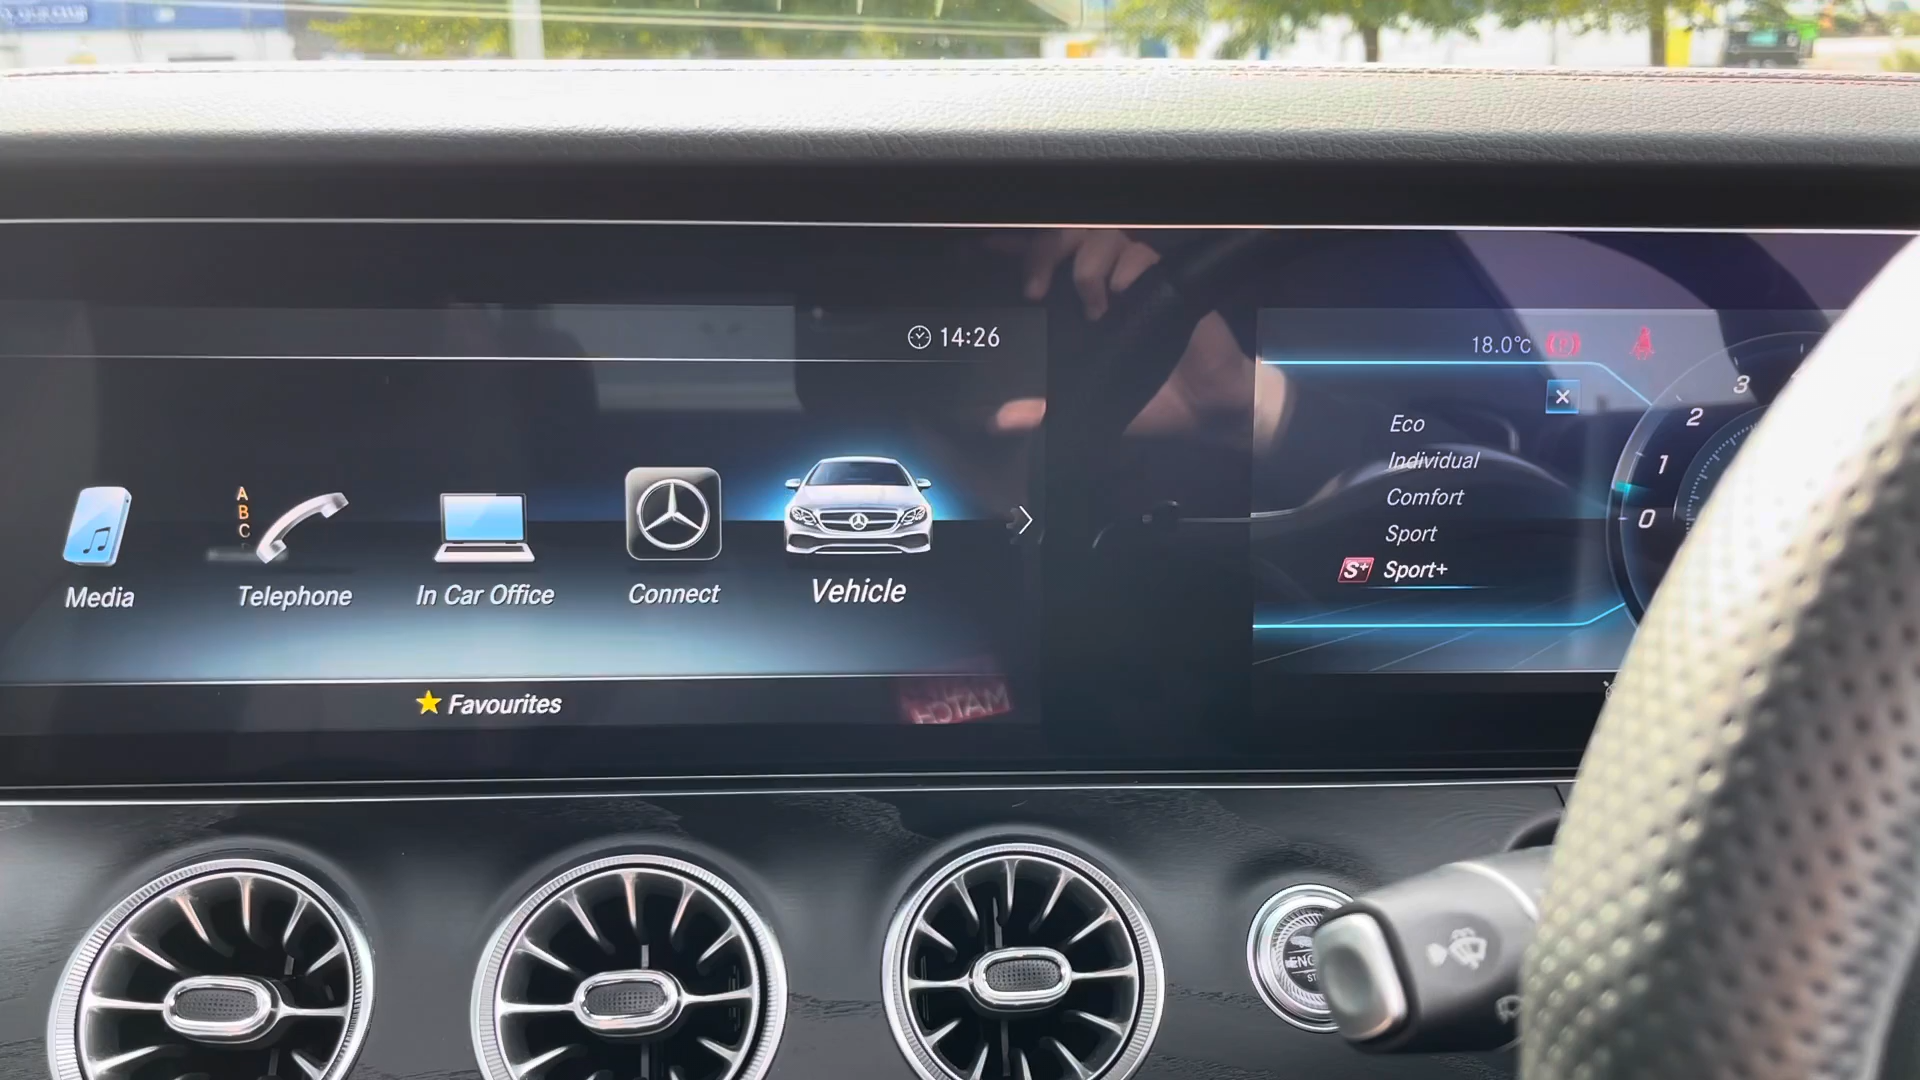 14:26
Media
A
B
C
Telephone
In Car Office
Connect
Vehicle
Favourites
MATCH
18.0°C
Eco
Individual
Comfort
Sport
S+ Sport+
0
1
2
3